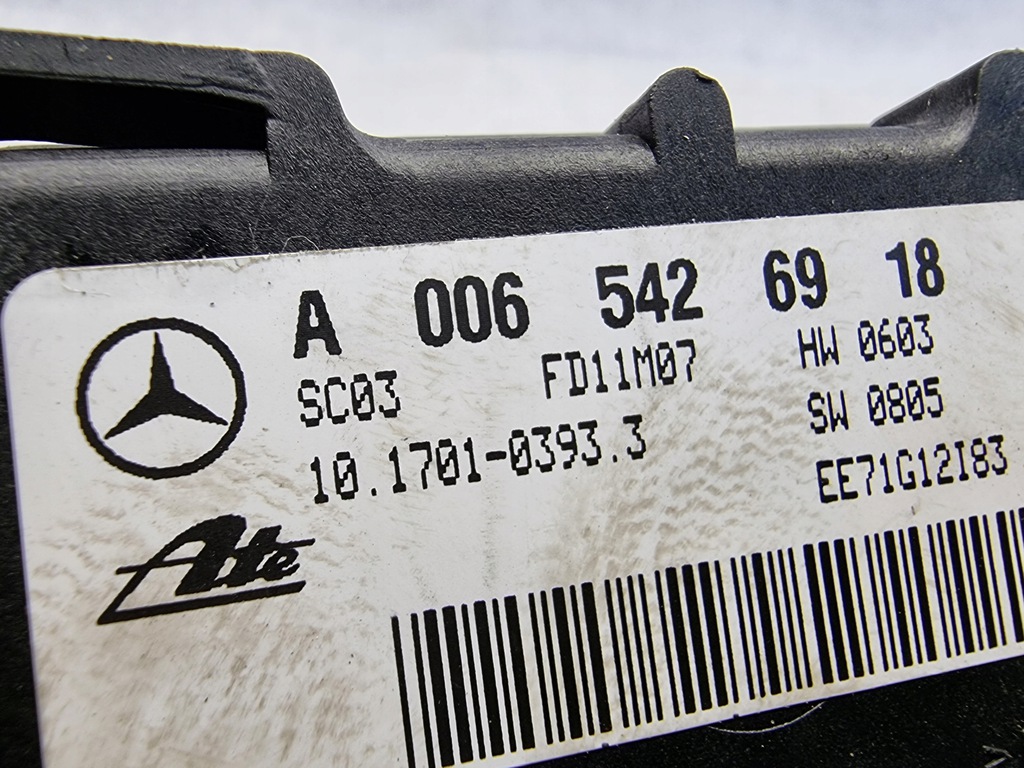 A 006 542 69 18
SC03 FD11M07 HW 0603
10.1701-0393.3 SW 0805
EE71G12I83
Ate